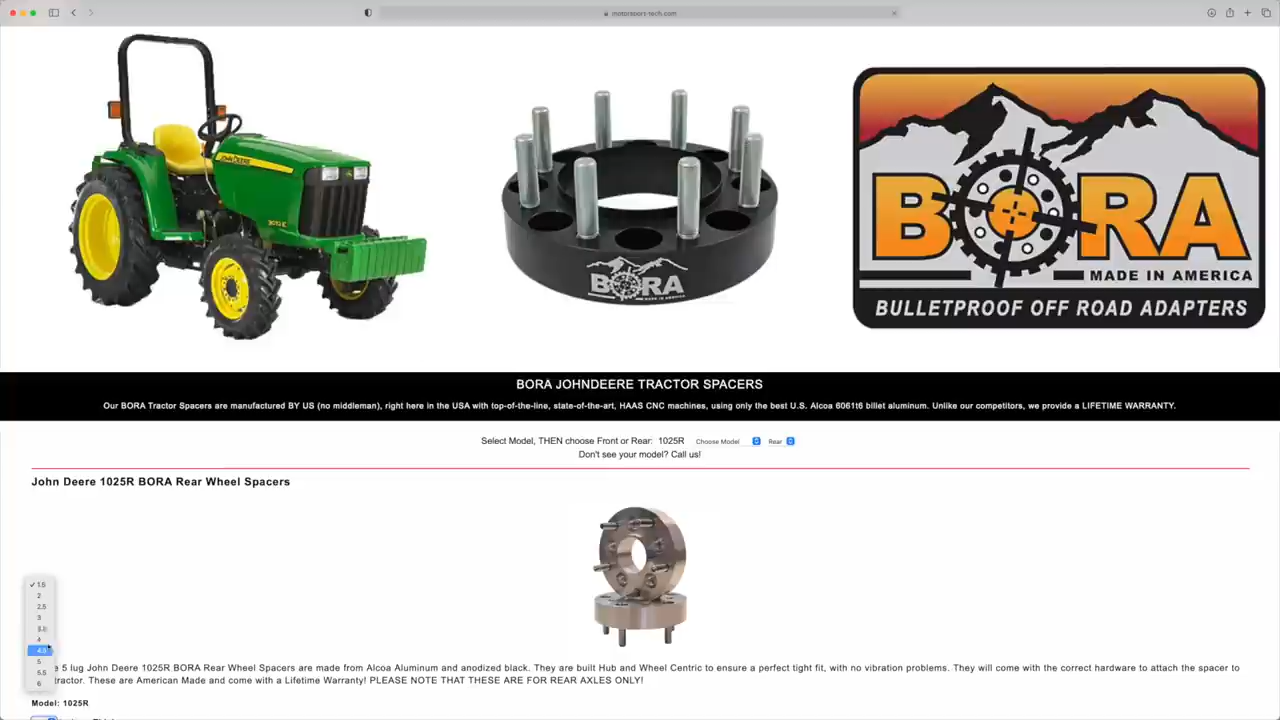 motorsport-tech.com
JOHN DEERE
BORA
MADE IN AMERICA
BORA
MADE IN AMERICA
BULLETPROOF OFF ROAD ADAPTERS
BORA JOHNDEERE TRACTOR SPACERS
Our BORA Tractor Spacers are manufactured BY US (no middleman), right here in the USA with top-of-the-line, state-of-the-art, HAAS CNC machines, using only the best U.S. Alcoa 6061t6 billet aluminum. Unlike our competitors, we provide a LIFETIME WARRANTY.
Select Model, THEN choose Front or Rear: 1025R Choose Model Rear
Don't see your model? Call us!
John Deere 1025R BORA Rear Wheel Spacers
✓ 1.5
2
2.5
3
3.5
4
4.5
5
5.5
6
5 lug John Deere 1025R BORA Rear Wheel Spacers are made from Alcoa Aluminum and anodized black. They are built Hub and Wheel Centric to ensure a perfect tight fit, with no vibration problems. They will come with the correct hardware to attach the spacer to
tractor. These are American Made and come with a Lifetime Warranty! PLEASE NOTE THAT THESE ARE FOR REAR AXLES ONLY!
Model: 1025R